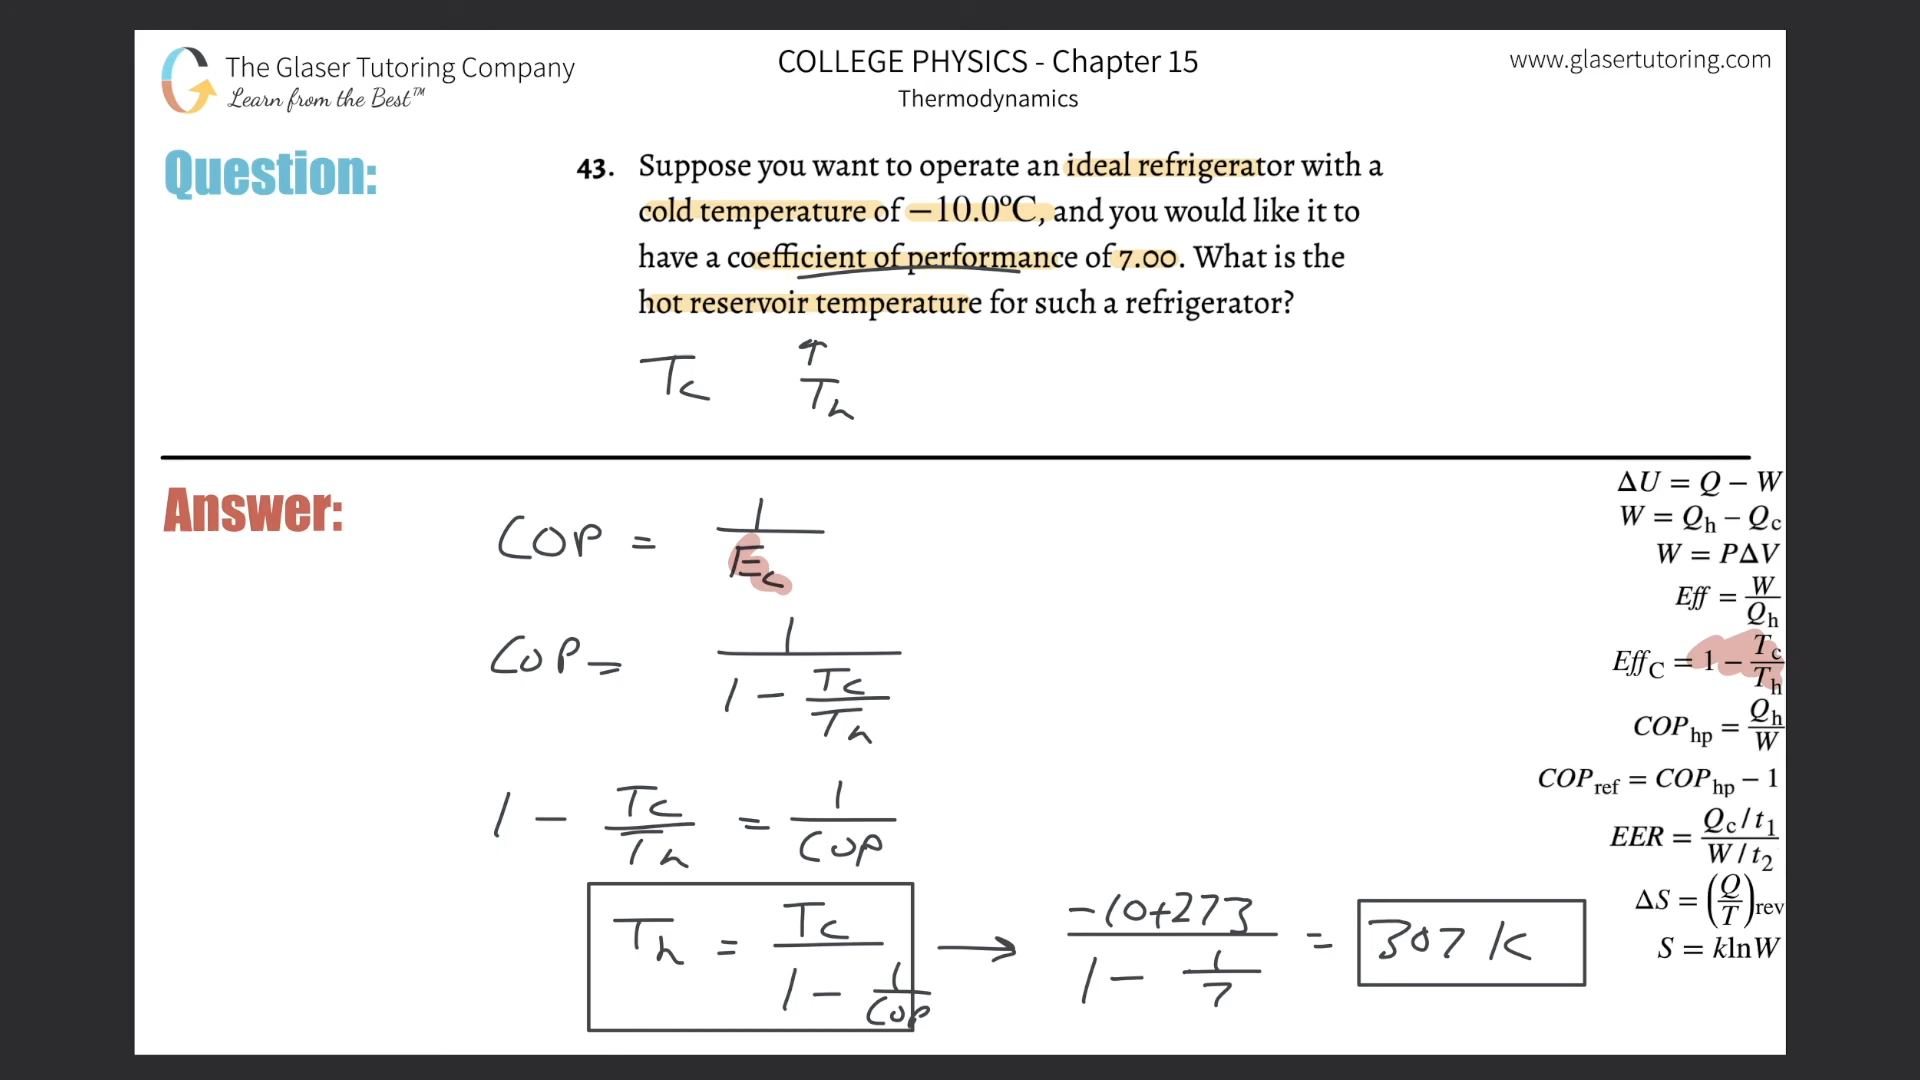 The Glaser Tutoring Company
Learn from the Best™
COLLEGE PHYSICS - Chapter 15
Thermodynamics
www.glasertutoring.com
Question:
43. Suppose you want to operate an ideal refrigerator with a
cold temperature of −10.0ºC, and you would like it to
have a coefficient of performance of 7.00. What is the
hot reservoir temperature for such a refrigerator?
Tc ↑ Th
Answer:
COP = 1/Ec
COP = 1/(1 − Tc/Th)
1 − Tc/Th = 1/COP
Th = Tc/(1 − 1/COP) → (−10+273)/(1 − 1/7) = 307 K
ΔU = Q − W
W = Qh − Qc
W = PΔV
Eff = W/Qh
EffC = 1 − Tc/Th
COPhp = Qh/W
COPref = COPhp − 1
EER = (Qc/t1)/(W/t2)
ΔS = (Q/T)rev
S = klnW